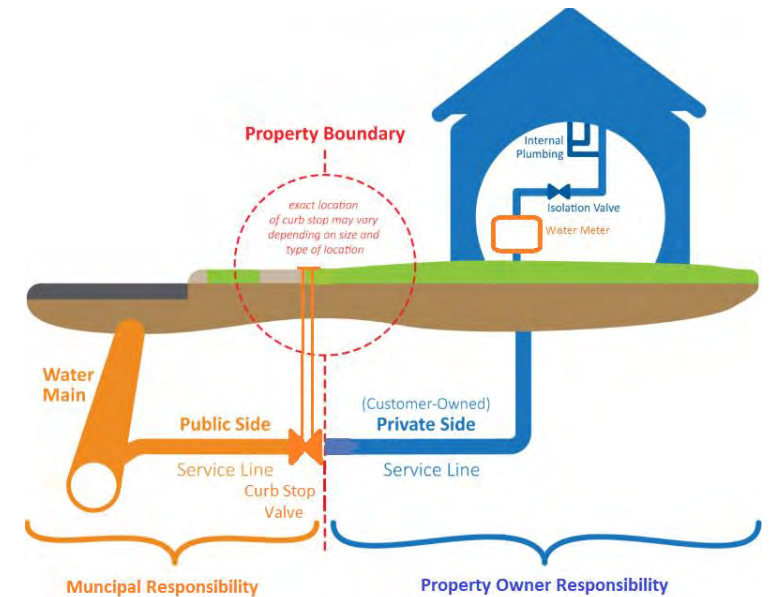 Property Boundary
exact location
of curb stop may vary
depending on size and
type of location
Internal
Plumbing
Isolation Valve
Water Meter
Water
Main
Public Side
Service Line
Curb Stop
Valve
(Customer-Owned)
Private Side
Service Line
Muncipal Responsibility
Property Owner Responsibility